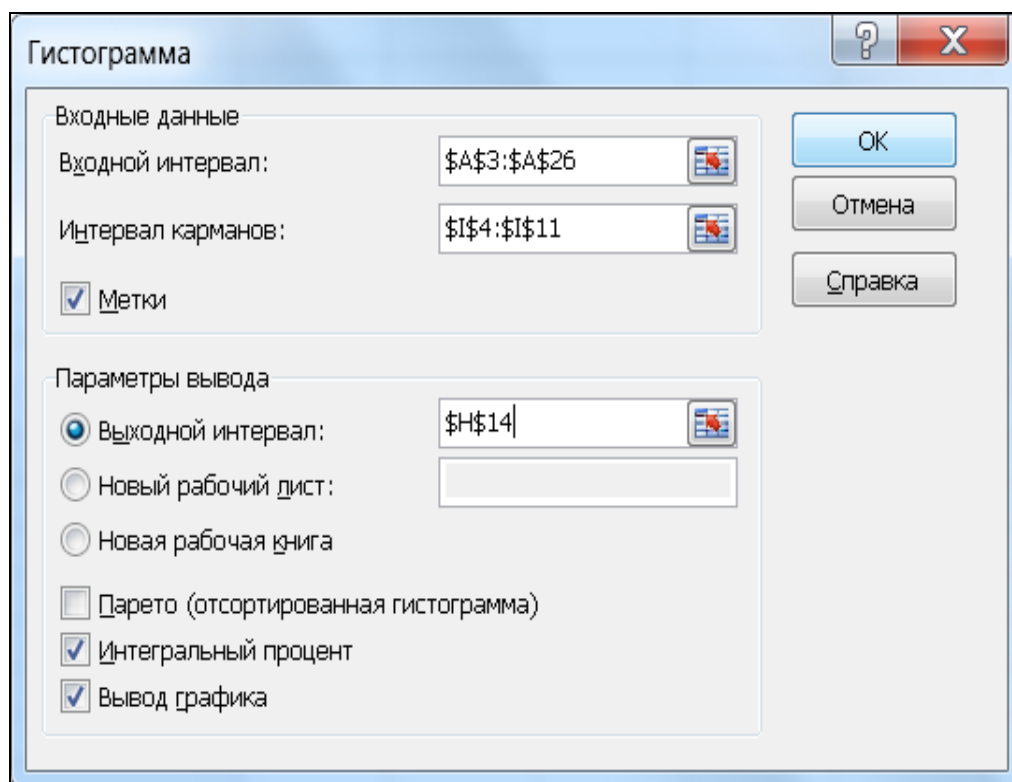 Гистограмма
Входные данные
Входной интервал: $A$3:$A$26
Интервал карманов: $I$4:$I$11
Метки
OK
Отмена
Справка
Параметры вывода
Выходной интервал: $H$14
Новый рабочий лист:
Новая рабочая книга
Парето (отсортированная гистограмма)
Интегральный процент
Вывод графика